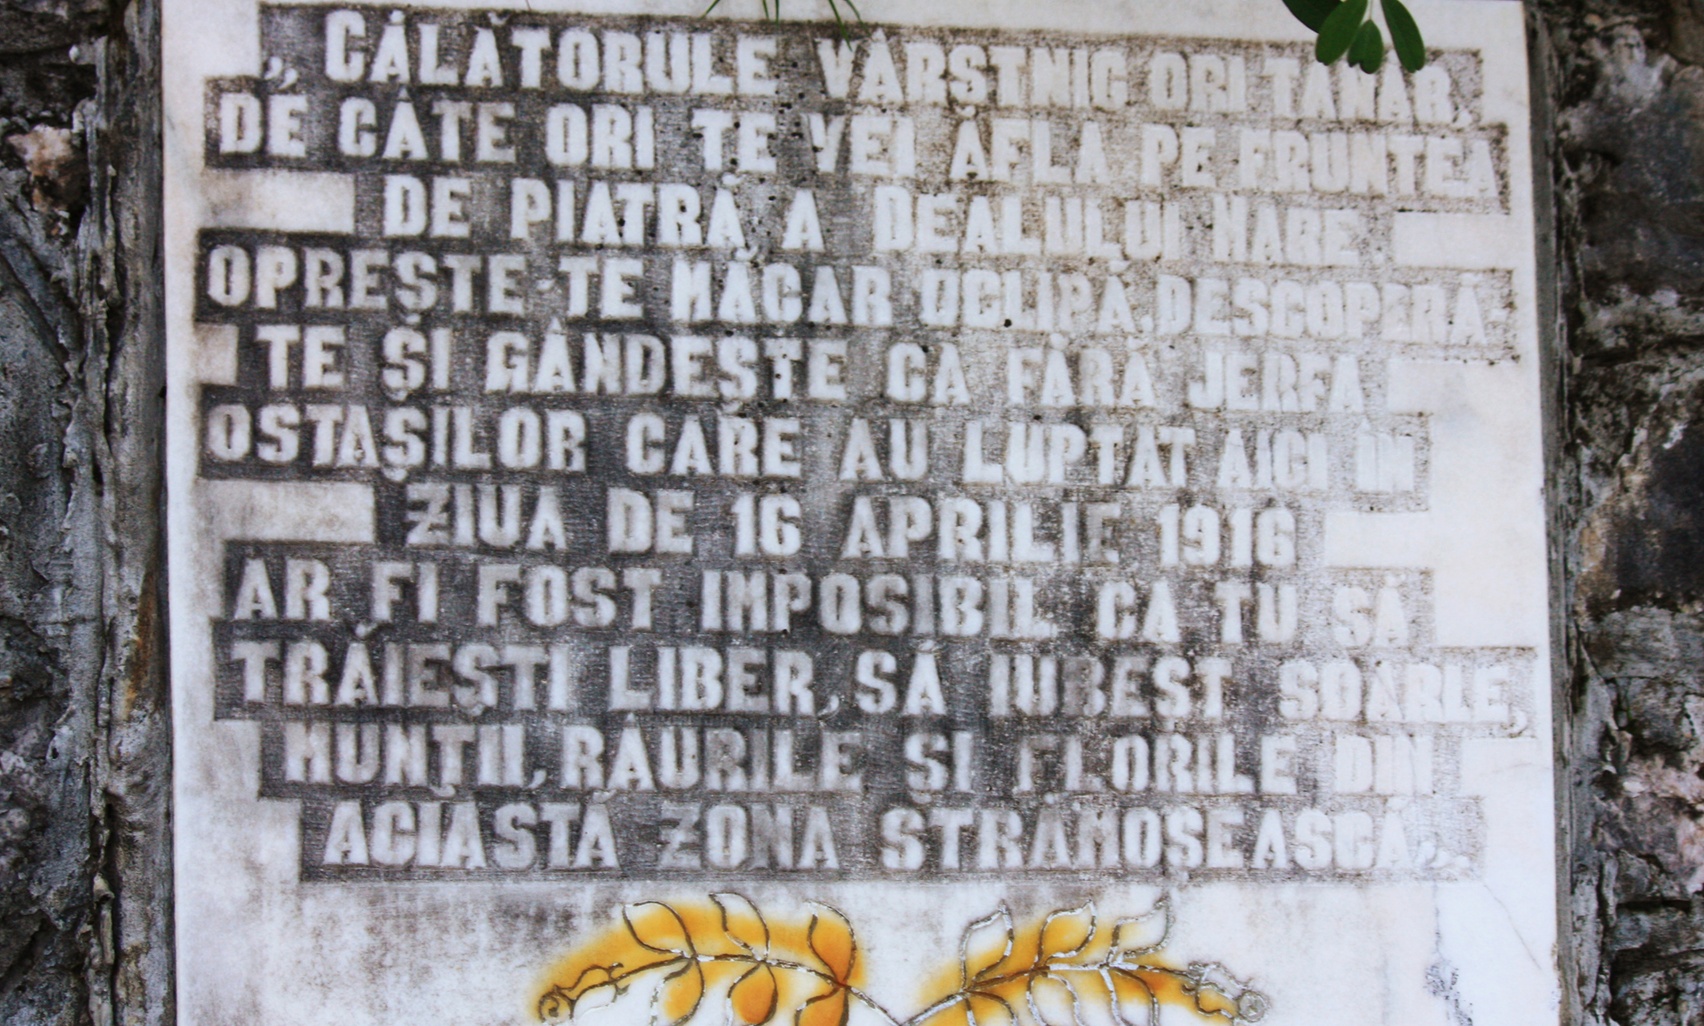 „CĂLĂTORULE VÂRSTNIC ORI TÂNĂR,
DE CÂTE ORI TE VEI AFLA PE FRUNTEA
DE PIATRĂ A DEALULUI MARE
OPREȘTE-TE MĂCAR OCLIPĂ,DESCOPERĂ-
TE ȘI GÂNDEȘTE CA FĂRĂ JERFA
OSTAȘILOR CARE AU LUPTAT AICI ÎN
ZIUA DE 16 APRILIE 1916
AR FI FOST IMPOSIBIL CA TU SĂ
TRĂIEȘTI LIBER,SĂ IUBEȘT SOARLE,
MUNȚII,RÂURILE ȘI FLORILE DIN
ACIASTĂ ZONA STRĂMOȘEASCĂ„